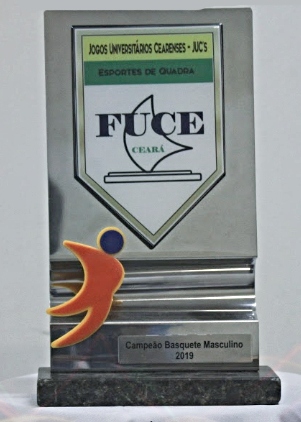 JOGOS UNIVERSITÁRIOS CEARENSES - JUC'S
ESPORTES DE QUADRA
FUCE
CEARÁ
Campeão Basquete Masculino
2019